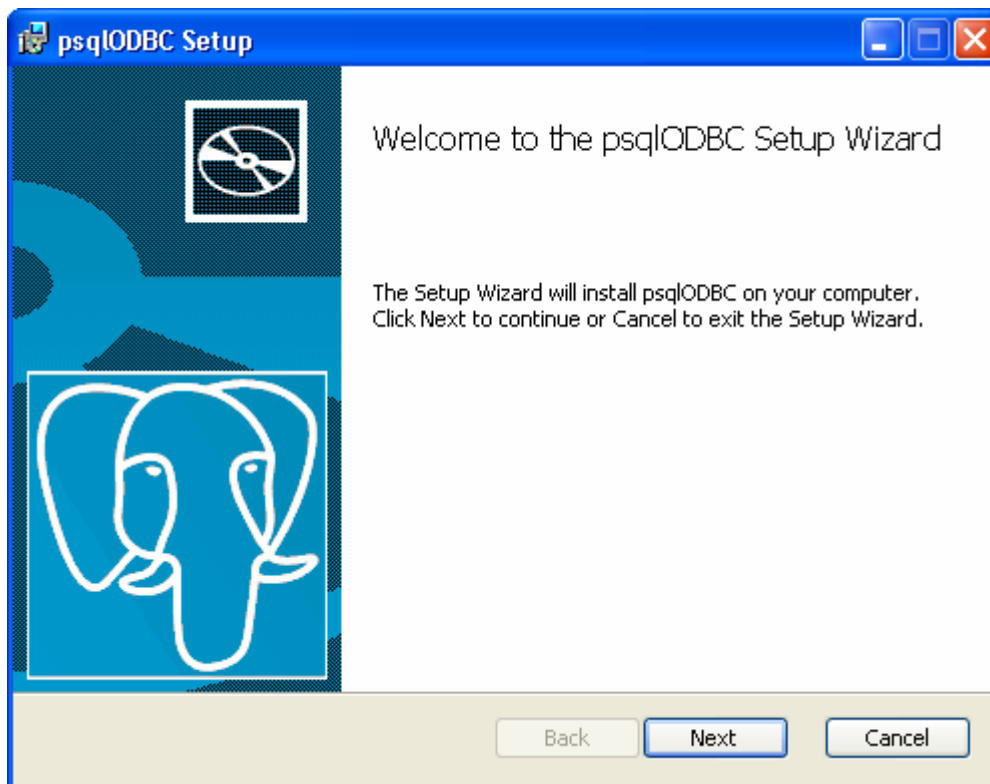 psqlODBC Setup
Welcome to the psqlODBC Setup Wizard
The Setup Wizard will install psqlODBC on your computer.
Click Next to continue or Cancel to exit the Setup Wizard.
Back
Next
Cancel